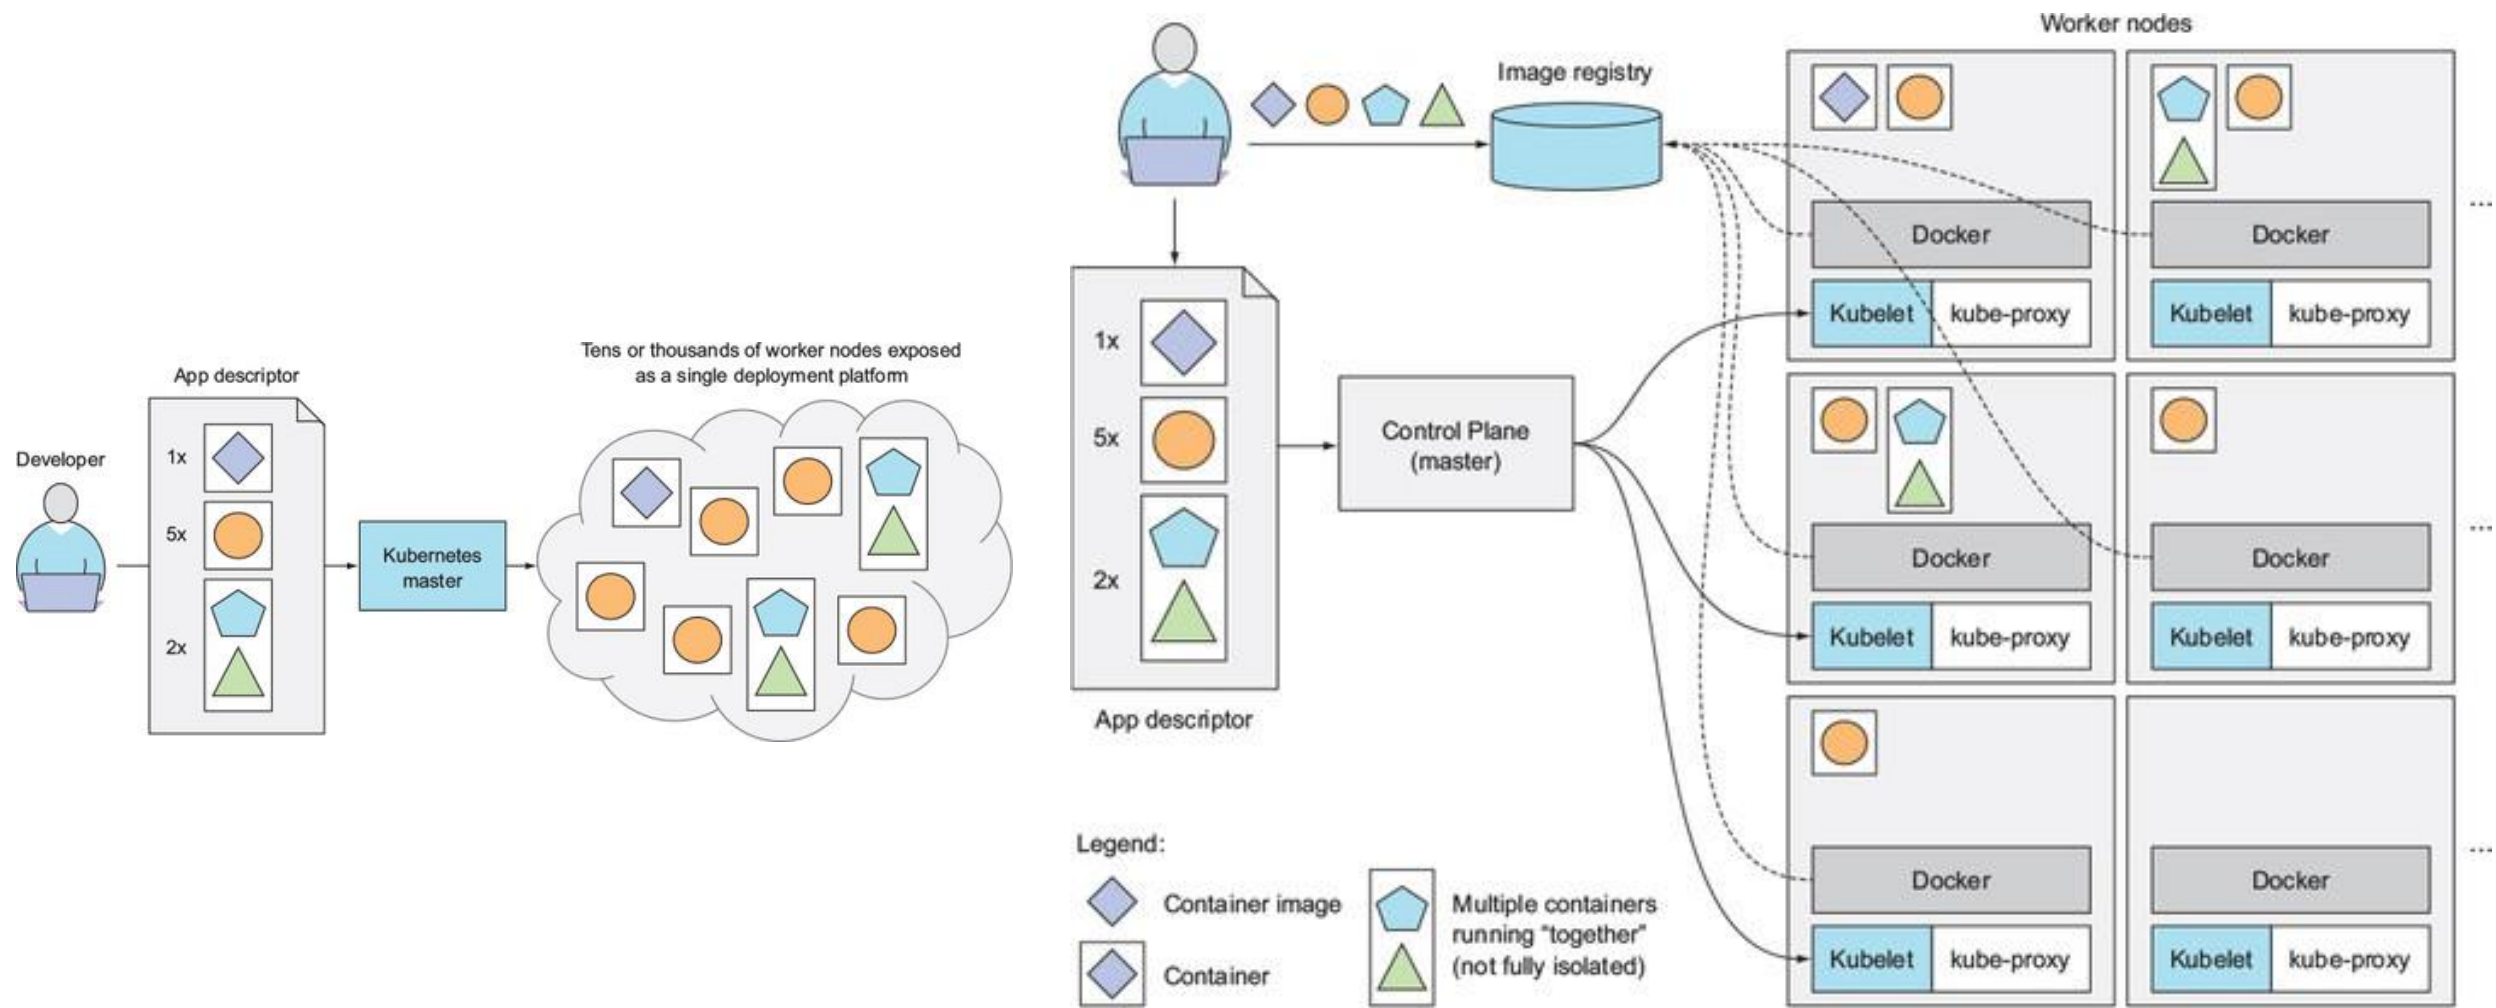 App descriptor
Developer
1x
5x
2x
Kubernetes
master
Tens or thousands of worker nodes exposed
as a single deployment platform
Image registry
1x
5x
2x
App descriptor
Control Plane
(master)
Worker nodes
Docker
Kubelet
kube-proxy
Docker
Kubelet
kube-proxy
...
Docker
Kubelet
kube-proxy
Docker
Kubelet
kube-proxy
...
Docker
Kubelet
kube-proxy
Docker
Kubelet
kube-proxy
...
Legend:
Container image
Container
Multiple containers
running "together"
(not fully isolated)